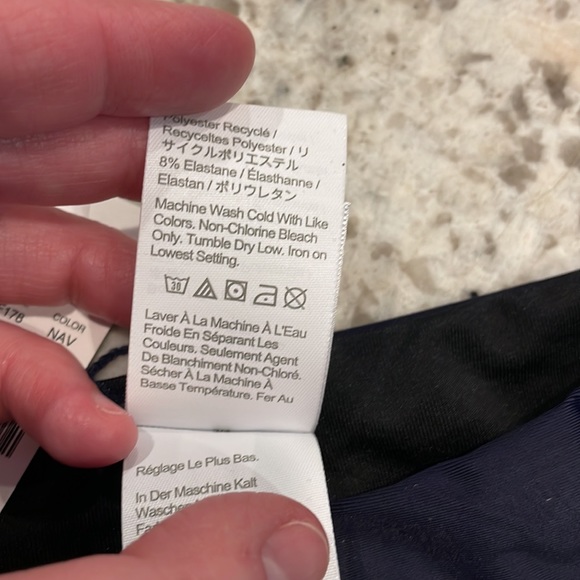 Polyester Recyclé /
Recyceltes Polyester / リ
サイクルポリエステル
8% Elastane / Élasthanne /
Elastan / ポリウレタン
Machine Wash Cold With Like
Colors. Non-Chlorine Bleach
Only. Tumble Dry Low. Iron on
Lowest Setting.
30
Laver À La Machine À L'Eau
Froide En Séparant Les
Couleurs. Seulement Agent
De Blanchiment Non-Chloré.
Sécher À La Machine À
Basse Température. Fer Au
Réglage Le Plus Bas.
In Der Maschine Kalt
178
COLOR
NAV